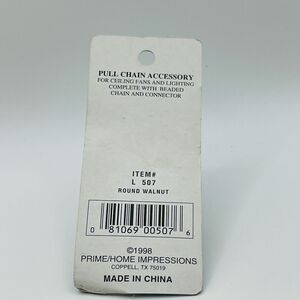 PULL CHAIN ACCESSORY
FOR CEILING FANS AND LIGHTING
COMPLETE WITH BEADED
CHAIN AND CONNECTOR
ITEM#
L 507
ROUND WALNUT
0 81069 00507 6
©1998
PRIME/HOME IMPRESSIONS
COPPELL, TX 75019
MADE IN CHINA